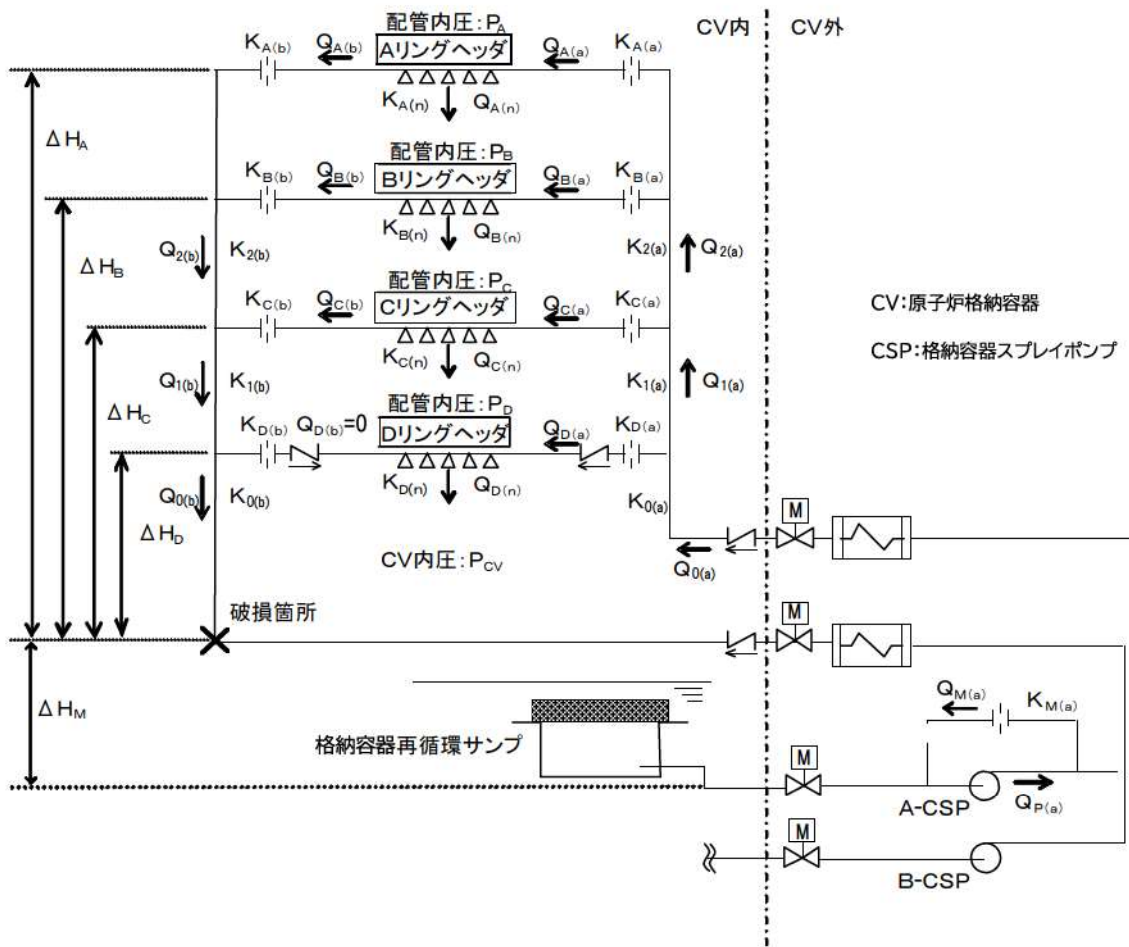 配管内圧：PA
CV内
CV外
KA(b)
QA(b)
Aリングヘッダ
QA(a)
KA(a)
KA(n)
QA(n)
ΔHA
配管内圧：PB
KB(b)
QB(b)
Bリングヘッダ
QB(a)
KB(a)
KB(n)
QB(n)
Q2(b)
K2(b)
K2(a)
Q2(a)
ΔHB
配管内圧：PC
KC(b)
QC(b)
Cリングヘッダ
QC(a)
KC(a)
CV：原子炉格納容器
KC(n)
QC(n)
CSP：格納容器スプレイポンプ
Q1(b)
K1(b)
K1(a)
Q1(a)
ΔHC
配管内圧：PD
KD(b)
QD(b)=0
Dリングヘッダ
QD(a)
KD(a)
KD(n)
QD(n)
Q0(b)
K0(b)
K0(a)
M
ΔHD
CV内圧：PCV
Q0(a)
破損箇所
M
ΔHM
QM(a)
KM(a)
格納容器再循環サンプ
M
A-CSP
QP(a)
M
B-CSP